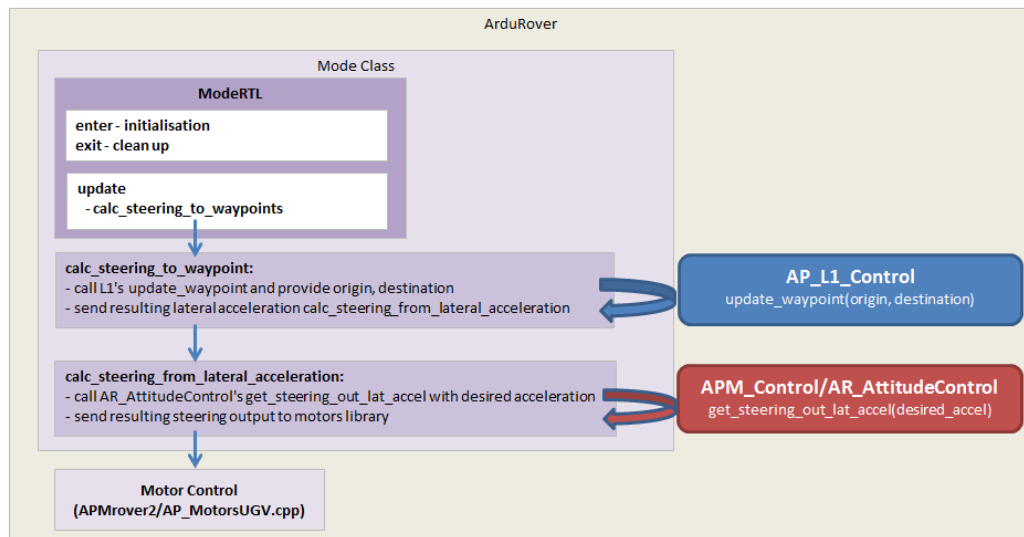 ArduRover
Mode Class
ModeRTL
enter - initialisation
exit - clean up
update
- calc_steering_to_waypoints
calc_steering_to_waypoint:
- call L1's update_waypoint and provide origin, destination
- send resulting lateral acceleration calc_steering_from_lateral_acceleration
AP_L1_Control
update_waypoint(origin, destination)
calc_steering_from_lateral_acceleration:
- call AR_AttitudeControl's get_steering_out_lat_accel with desired acceleration
- send resulting steering output to motors library
APM_Control/AR_AttitudeControl
get_steering_out_lat_accel(desired_accel)
Motor Control
(APMrover2/AP_MotorsUGV.cpp)